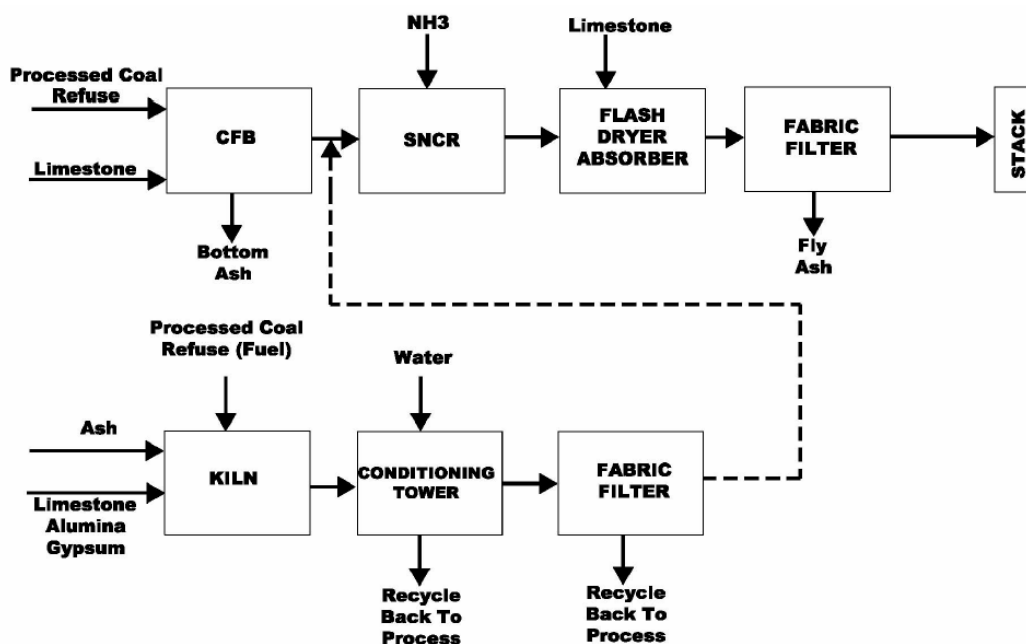 NH3
Limestone
Processed Coal
Refuse
Limestone
CFB
SNCR
FLASH
DRYER
ABSORBER
FABRIC
FILTER
STACK
Bottom
Ash
Fly
Ash
Processed Coal
Refuse (Fuel)
Water
Ash
Limestone
Alumina
Gypsum
KILN
CONDITIONING
TOWER
FABRIC
FILTER
Recycle
Back To
Process
Recycle
Back To
Process